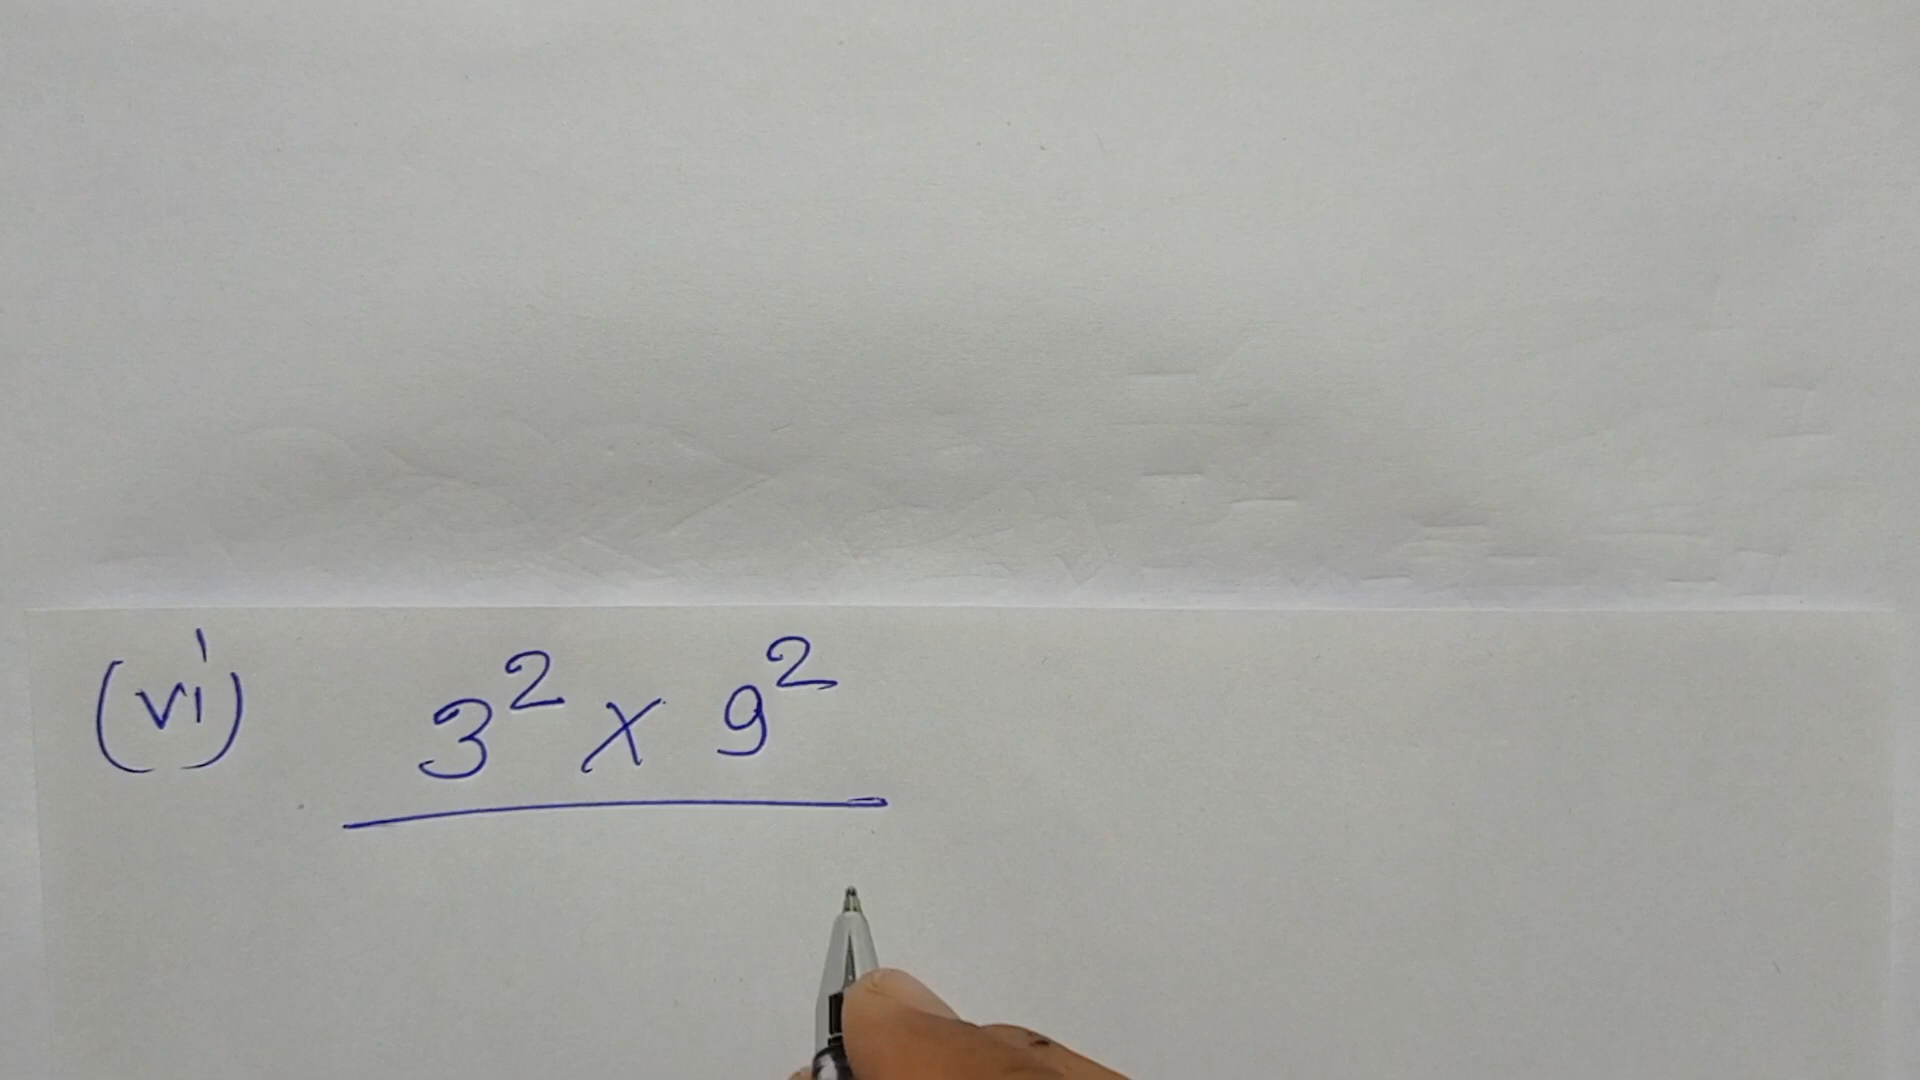 (vi) 3² × 9²